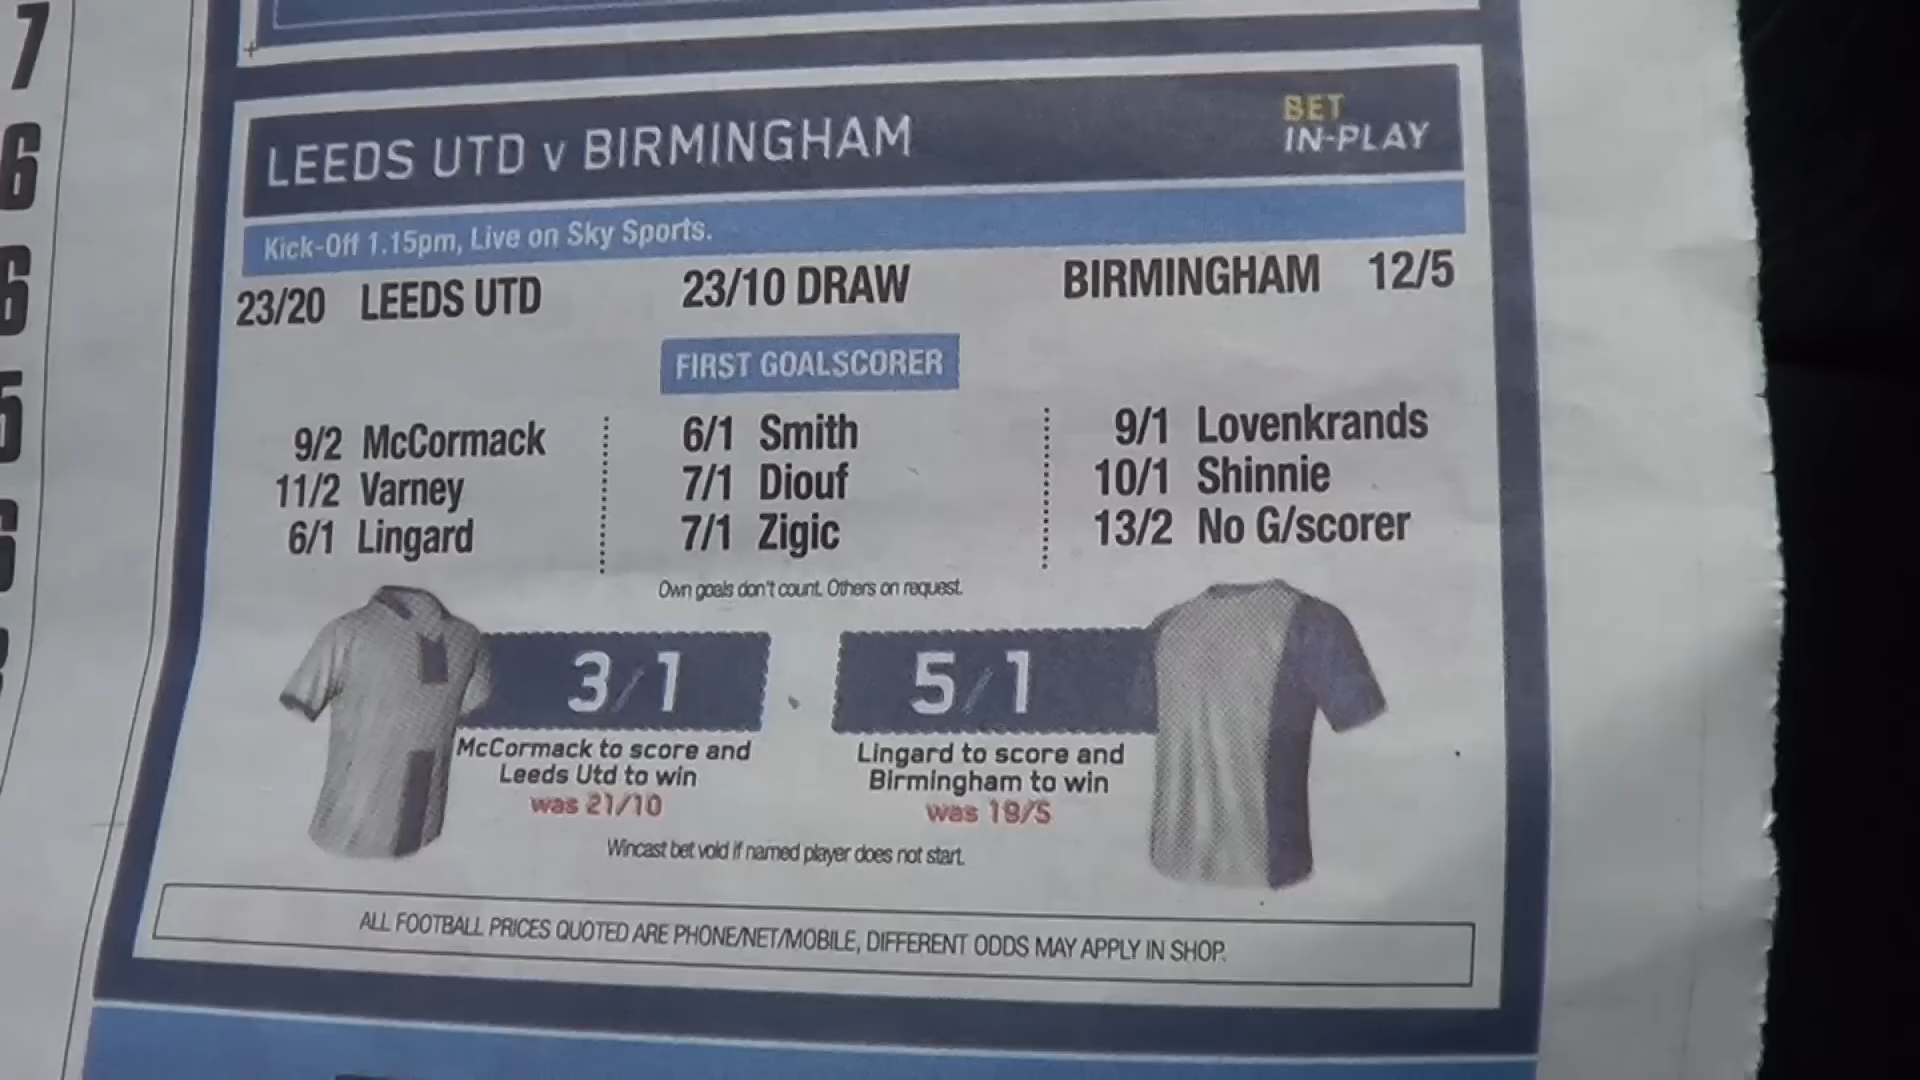 7
6
6
5
LEEDS UTD v BIRMINGHAM
BET
IN-PLAY
Kick-Off 1.15pm, Live on Sky Sports.
23/20 LEEDS UTD 23/10 DRAW BIRMINGHAM 12/5
FIRST GOALSCORER
9/2 McCormack
11/2 Varney
6/1 Lingard
6/1 Smith
7/1 Diouf
7/1 Zigic
9/1 Lovenkrands
10/1 Shinnie
13/2 No G/scorer
Own goals don't count. Others on request.
3/1
McCormack to score and
Leeds Utd to win
was 21/10
5/1
Lingard to score and
Birmingham to win
was 19/5
Wincast bet void if named player does not start.
ALL FOOTBALL PRICES QUOTED ARE PHONE/NET/MOBILE, DIFFERENT ODDS MAY APPLY IN SHOP.